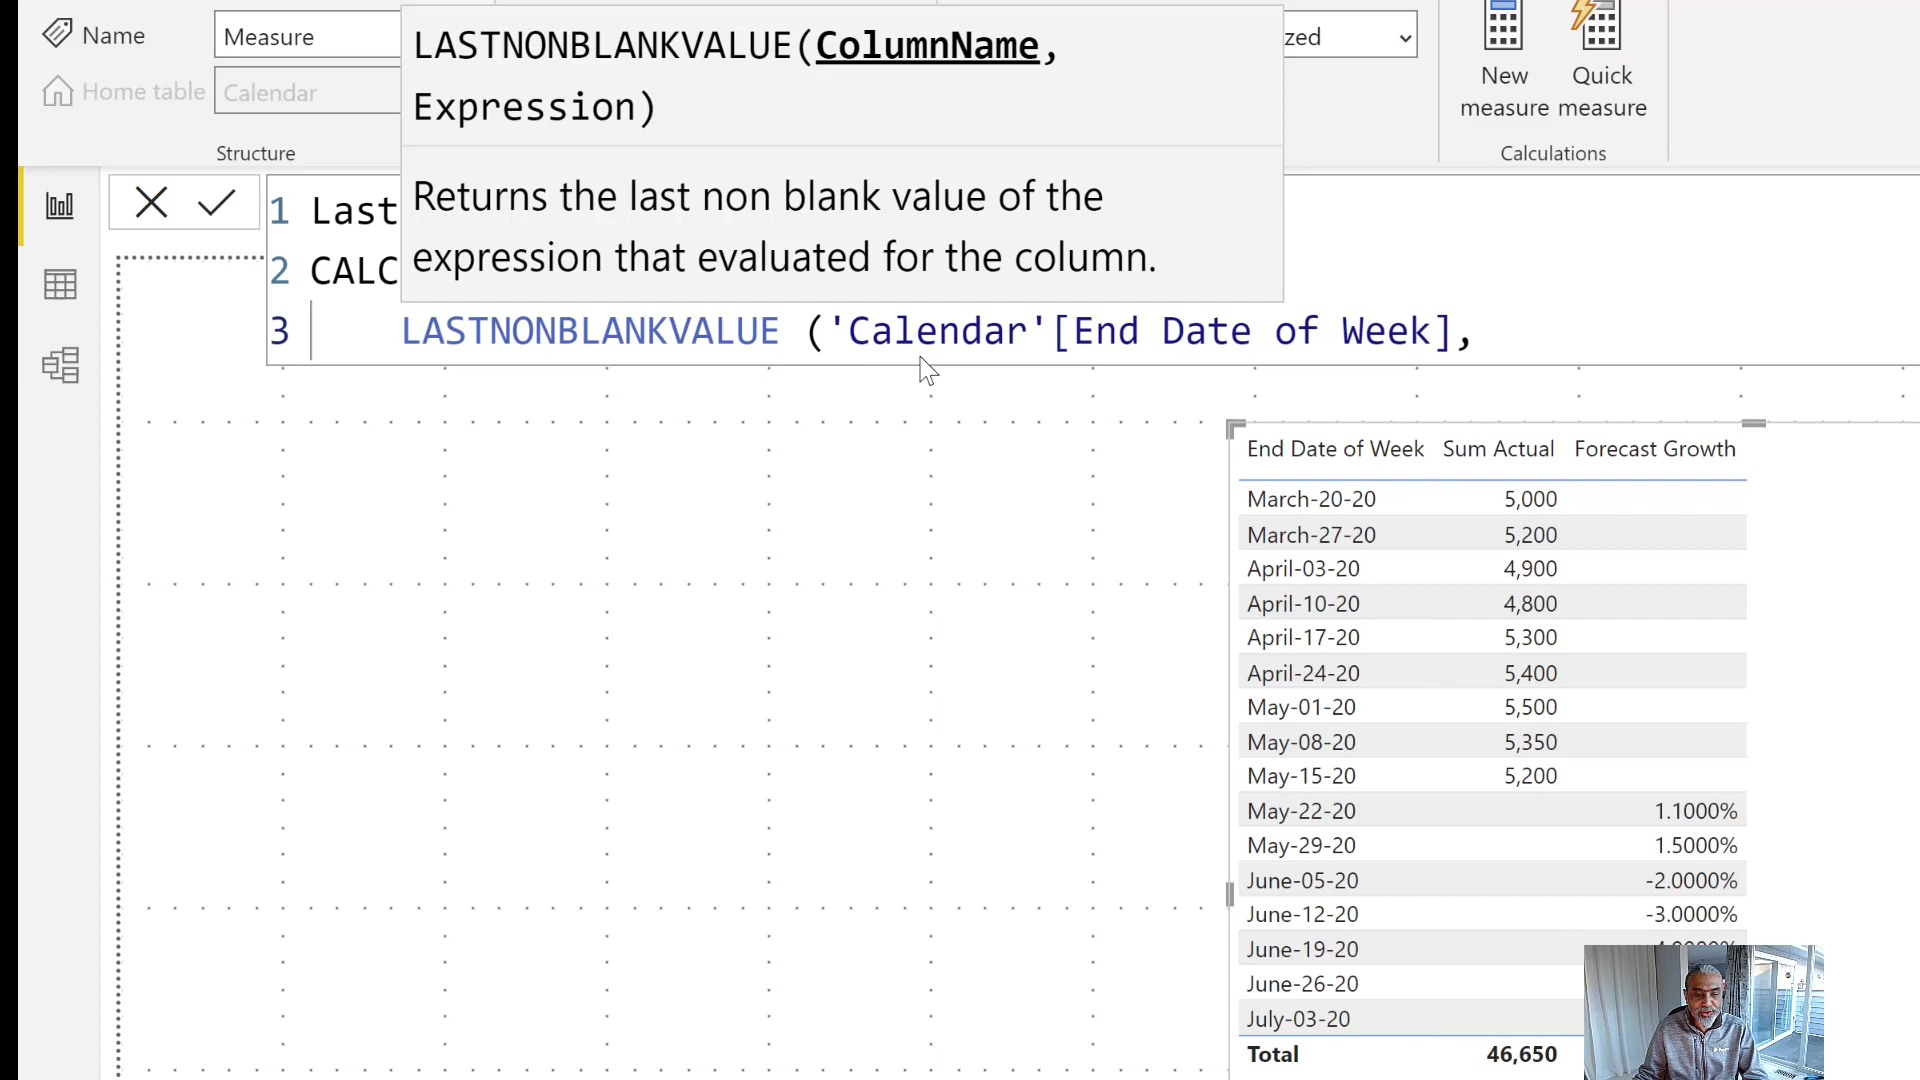 Name
Measure
Home table
Calendar
Structure
LASTNONBLANKVALUE(ColumnName,
Expression)
Returns the last non blank value of the
expression that evaluated for the column.
zed
New
measure
Quick
measure
Calculations
1 Last
2 CALC
3 LASTNONBLANKVALUE ('Calendar'[End Date of Week],
End Date of Week Sum Actual Forecast Growth
March-20-20 5,000
March-27-20 5,200
April-03-20 4,900
April-10-20 4,800
April-17-20 5,300
April-24-20 5,400
May-01-20 5,500
May-08-20 5,350
May-15-20 5,200
May-22-20 1.1000%
May-29-20 1.5000%
June-05-20 -2.0000%
June-12-20 -3.0000%
June-19-20
June-26-20
July-03-20
Total 46,650